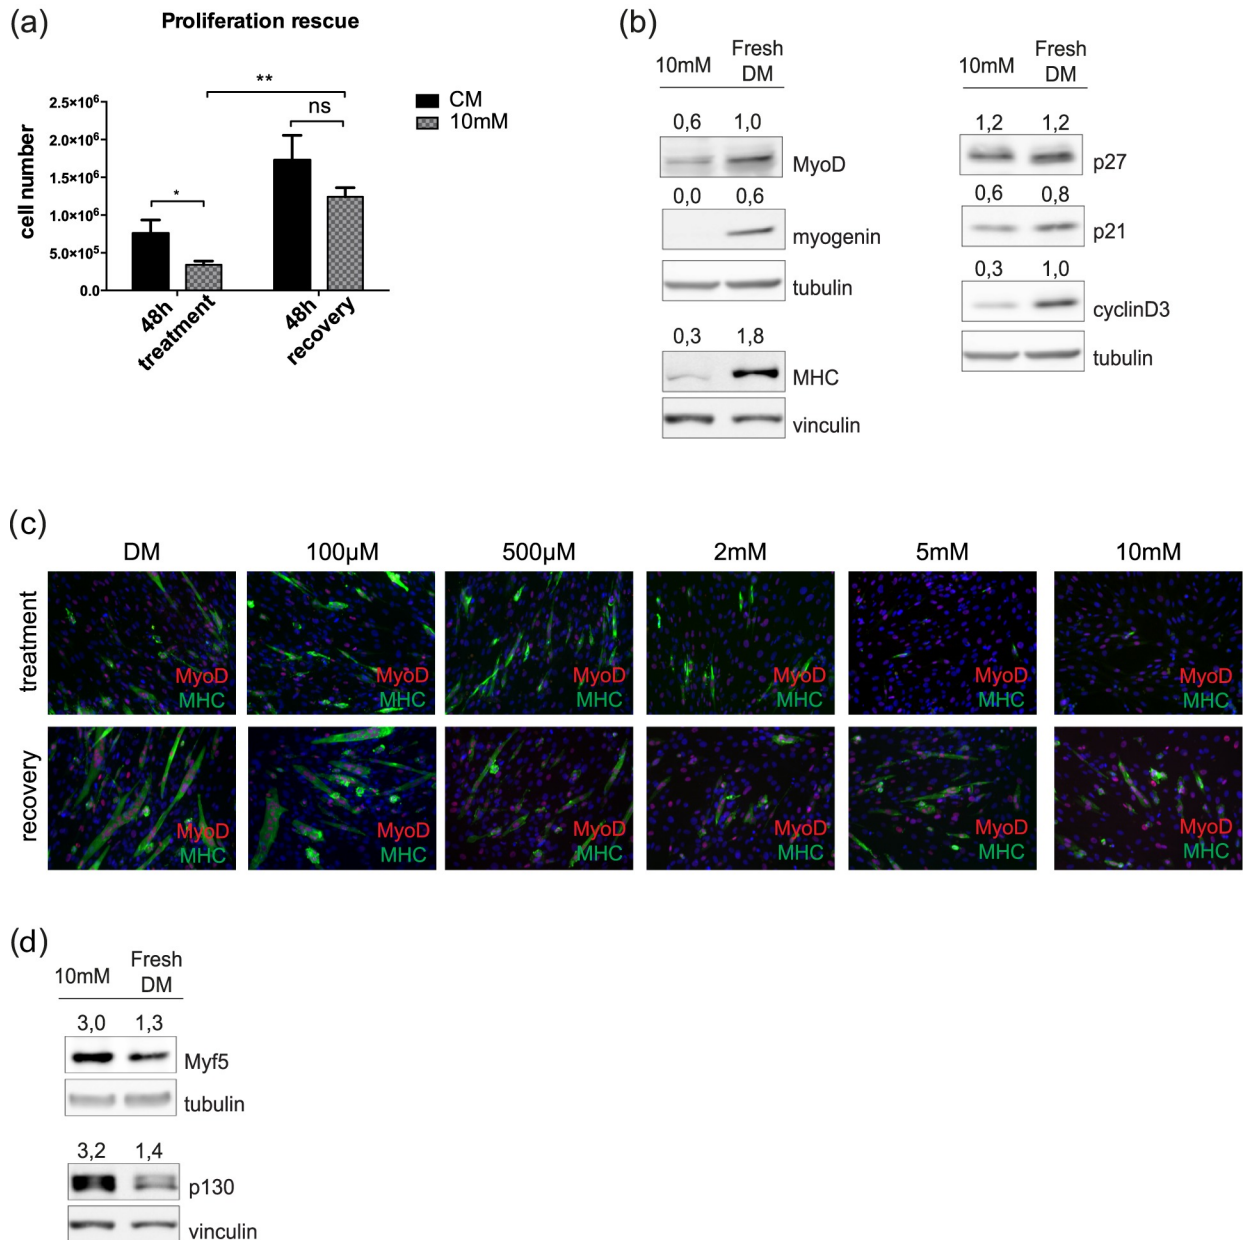 (a)
Proliferation rescue
**
ns
*
CM
10mM
cell number
2.5×10⁶
2.0×10⁶
1.5×10⁶
1.0×10⁶
5.0×10⁵
0.0
48h
treatment
48h
recovery
(b)
10mM
Fresh
DM
0,6 1,0
MyoD
0,0 0,6
myogenin
tubulin
0,3 1,8
MHC
vinculin
10mM
Fresh
DM
1,2 1,2
p27
0,6 0,8
p21
0,3 1,0
cyclinD3
tubulin
(c)
DM 100µM 500µM 2mM 5mM 10mM
treatment
MyoD MyoD MyoD MyoD MyoD MyoD
MHC MHC MHC MHC MHC MHC
recovery
MyoD MyoD MyoD MyoD MyoD MyoD
MHC MHC MHC MHC MHC MHC
(d)
10mM
Fresh
DM
3,0 1,3
Myf5
tubulin
3,2 1,4
p130
vinculin